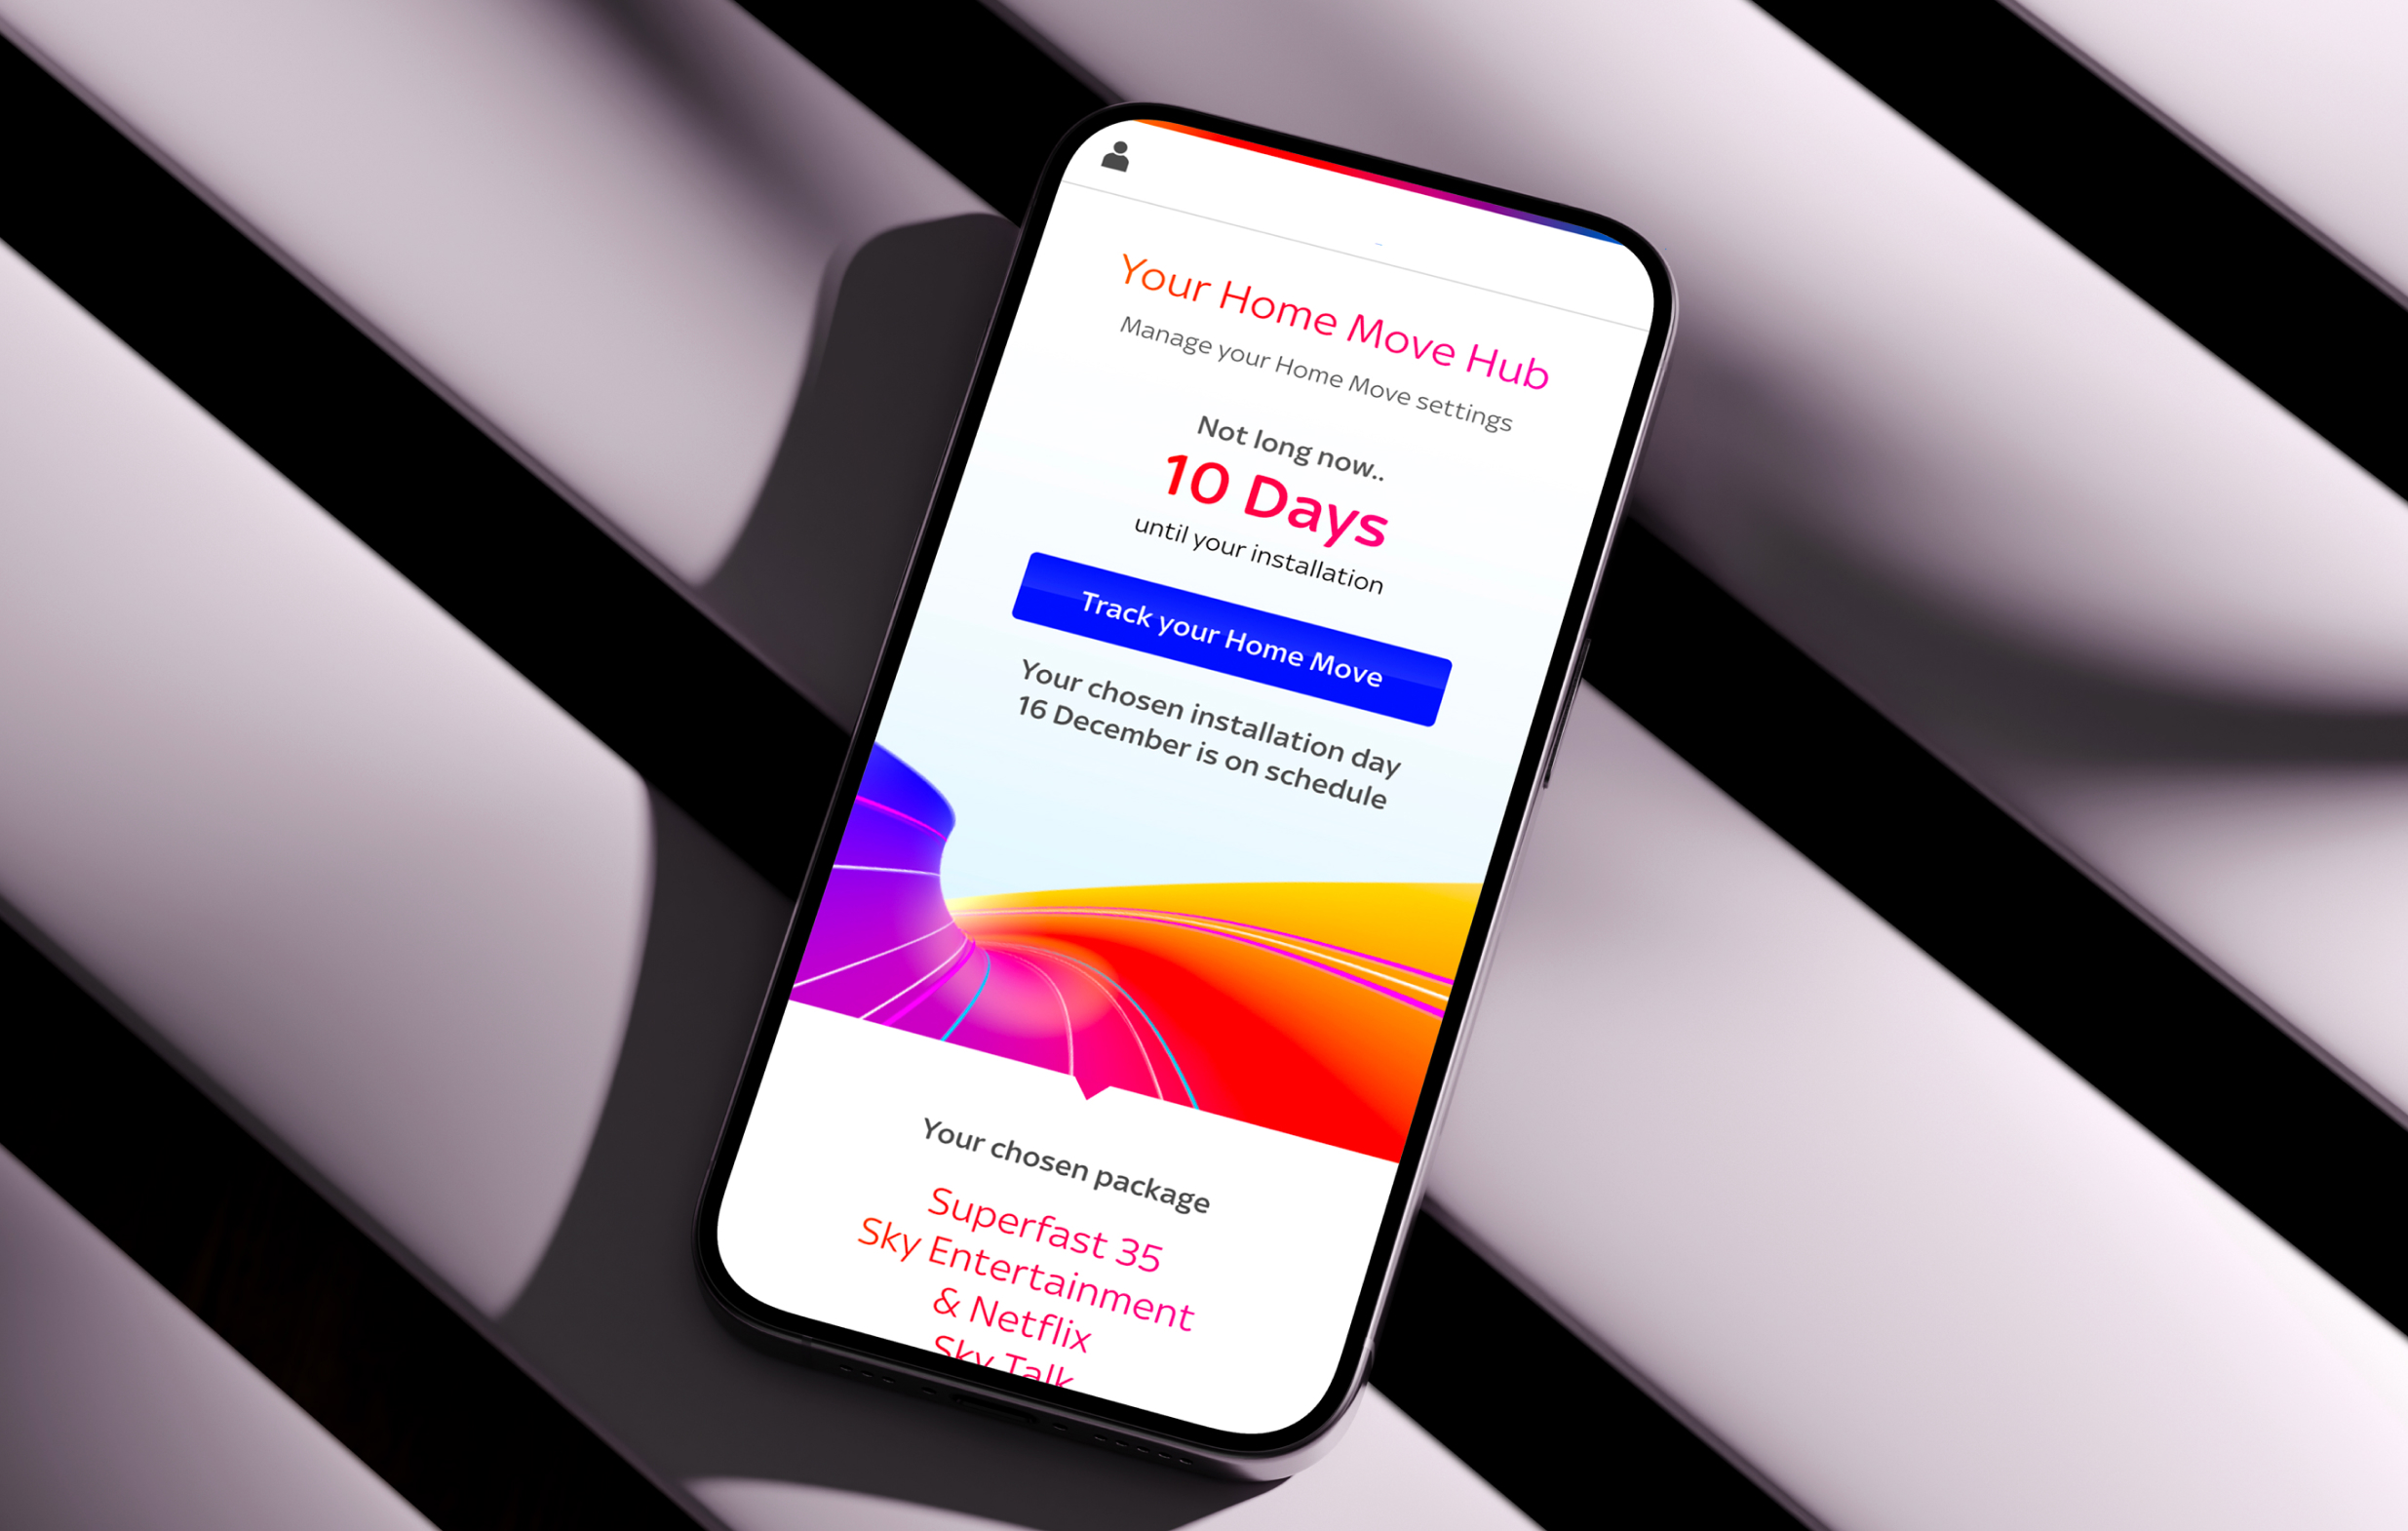 Your Home Move Hub
Manage your Home Move settings
Not long now..
10 Days
until your installation
Track your Home Move
Your chosen installation day
16 December is on schedule
Your chosen package
Superfast 35
Sky Entertainment
& Netflix
Sky Talk